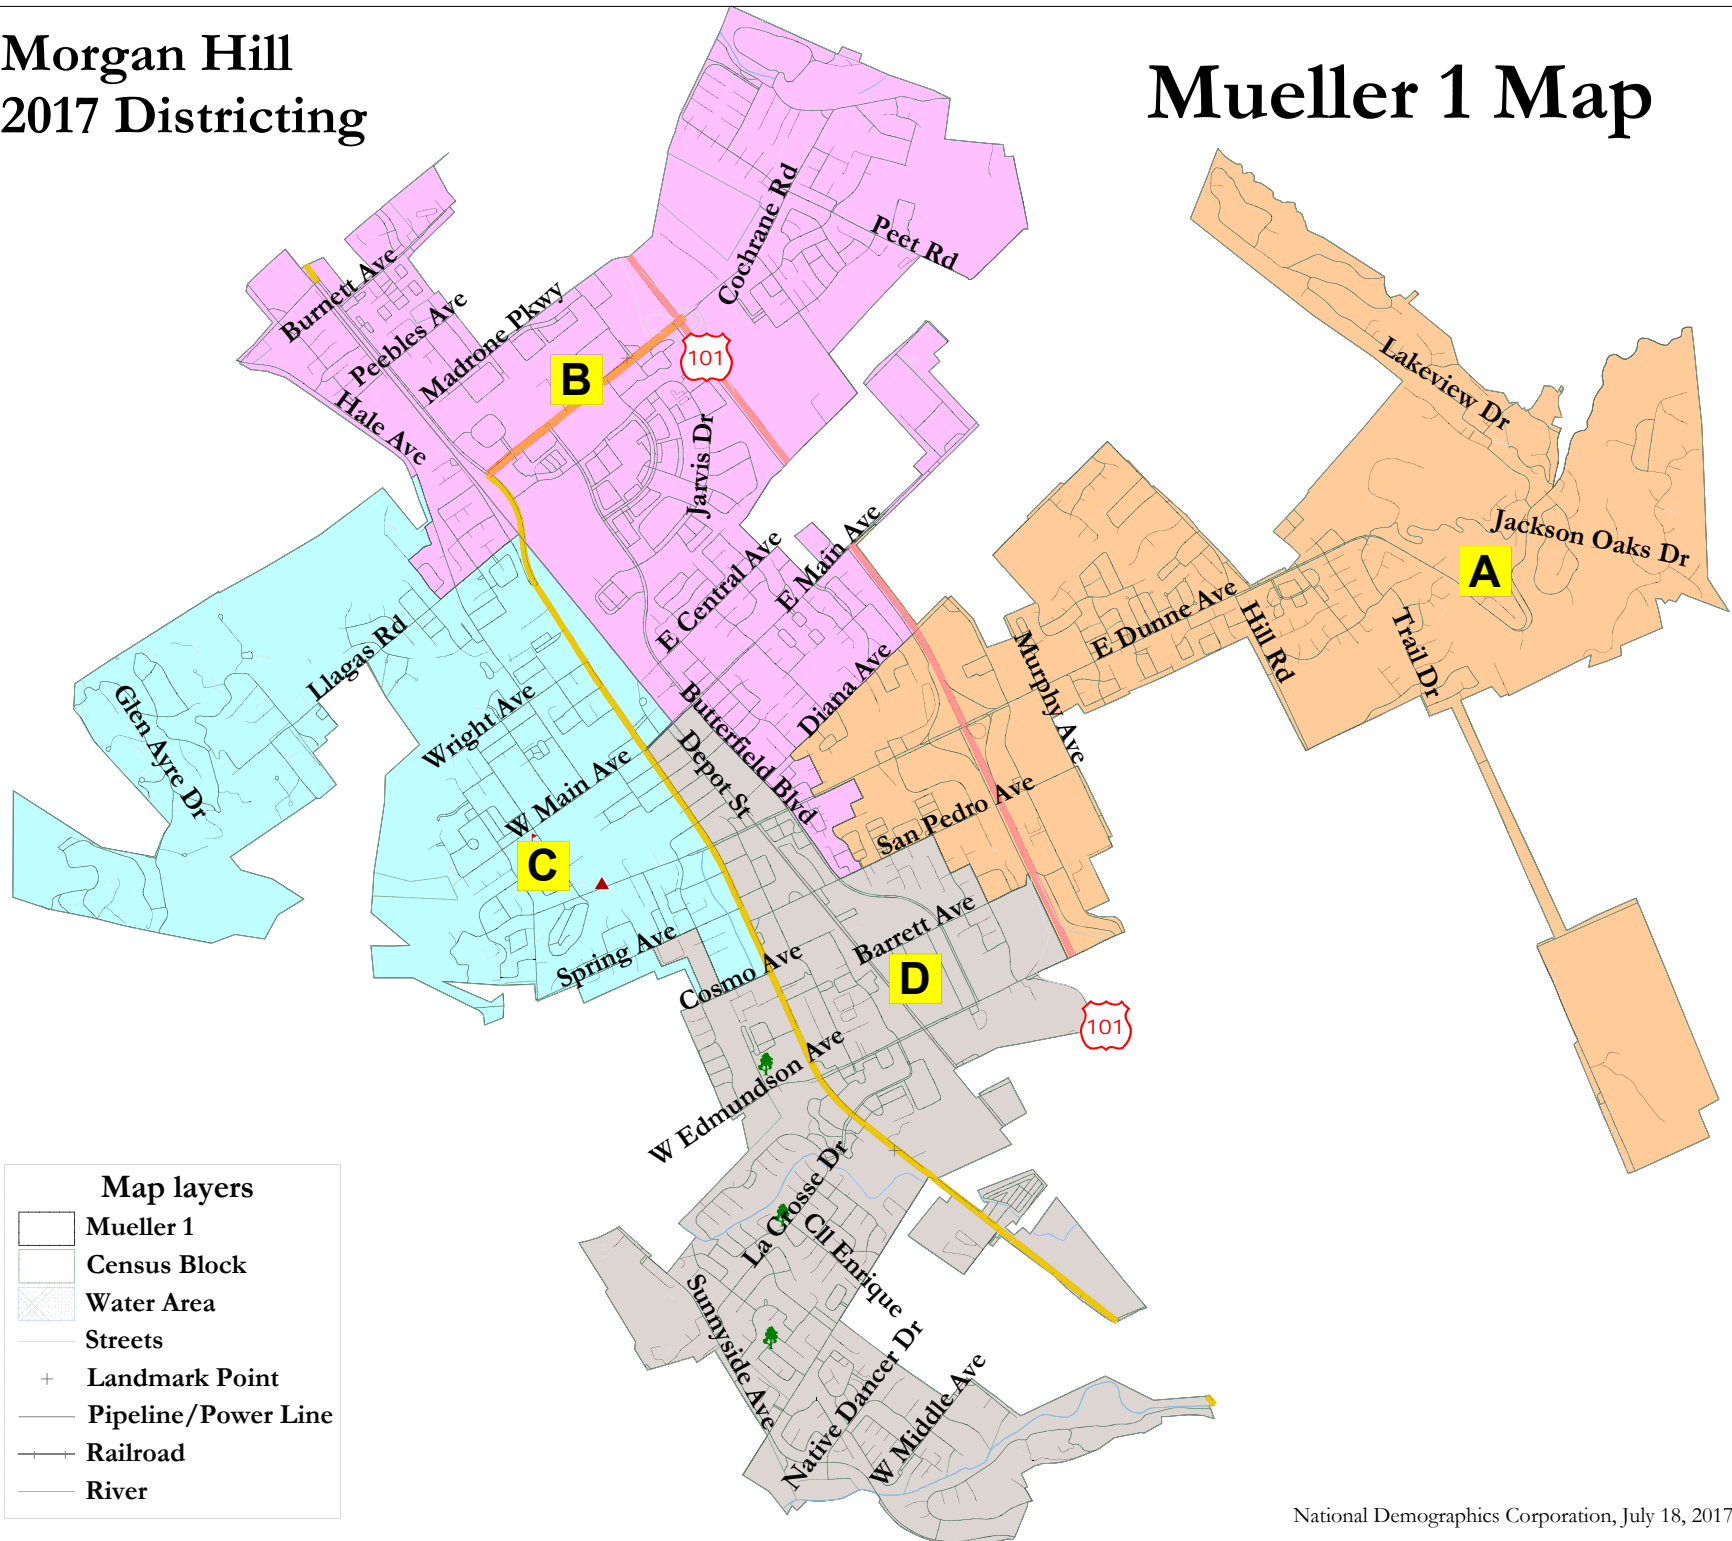 Morgan Hill
2017 Districting
Mueller 1 Map
Cochrane Rd
Peet Rd
Burnett Ave
Peebles Ave
Madrone Pkwy
Hale Ave
B
101
Jarvis Dr
Lakeview Dr
Jackson Oaks Dr
A
E Central Ave
E Main Ave
E Dunne Ave
Hill Rd
Trail Dr
Murphy Ave
Llagas Rd
Glen Ayre Dr
Wright Ave
W Main Ave
Butterfield Blvd
Diana Ave
Depot St
San Pedro Ave
C
Spring Ave
Cosmo Ave
Barrett Ave
D
101
W Edmundson Ave
La Crosse Dr
Cll Enrique
Sunnyside Ave
Native Dancer Dr
W Middle Ave
Map layers
Mueller 1
Census Block
Water Area
Streets
Landmark Point
Pipeline/Power Line
Railroad
River
National Demographics Corporation, July 18, 2017